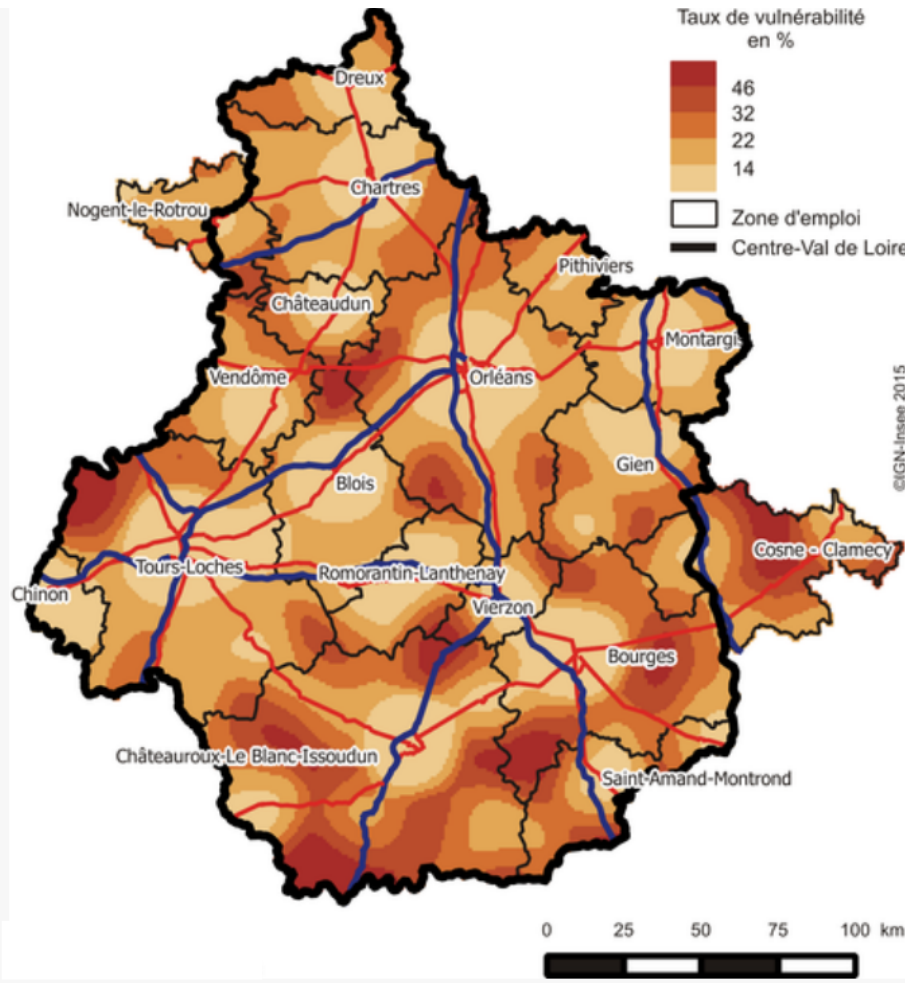 Taux de vulnérabilité
en %
46
32
22
14
Zone d'emploi
Centre-Val de Loire
Dreux
Chartres
Nogent-le-Rotrou
Pithiviers
Châteaudun
Montargi
Vendôme
Orléans
©IGN-Insee 2015
Gien
Blois
Cosne - Clamecy
Tours-Loches
Romorantin-Lanthenay
Chinon
Vierzon
Bourges
Châteauroux-Le Blanc-Issoudun
Saint-Amand-Montrond
0 25 50 75 100 km